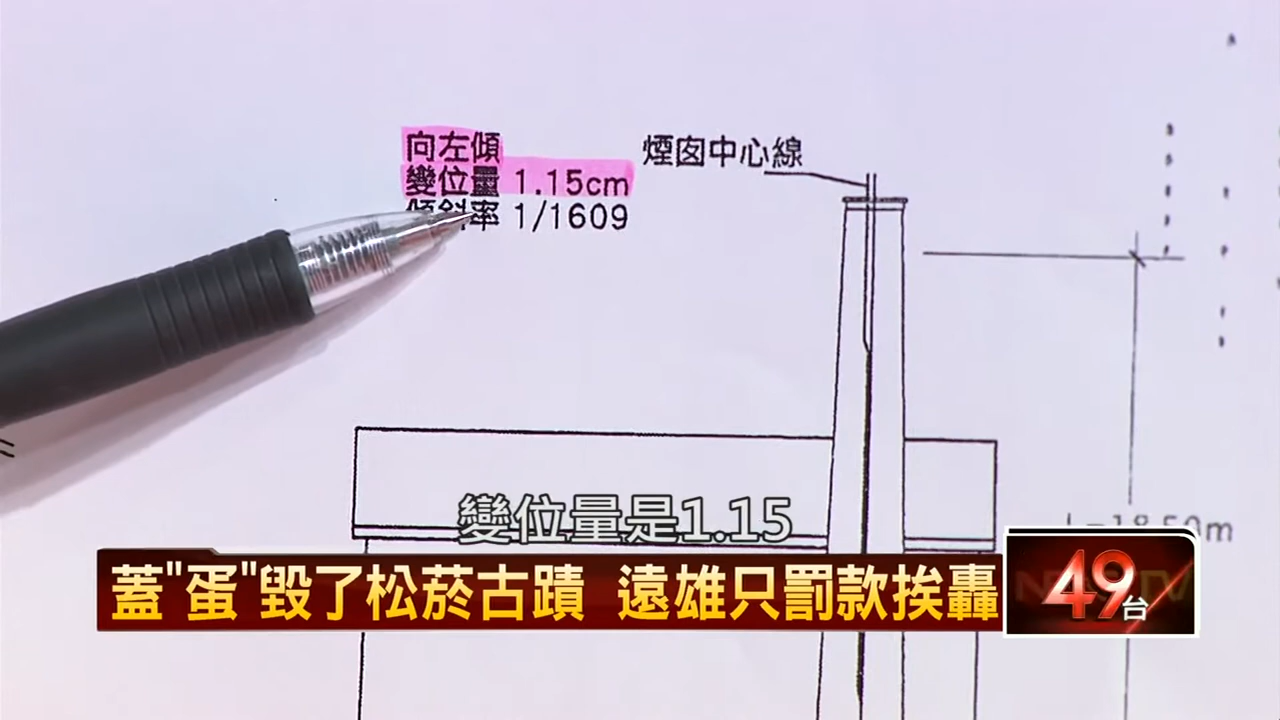 向左傾
變位量 1.15cm
傾斜率 1/1609
煙囪中心線
L=18.50m
變位量是1.15
蓋"蛋"毀了松菸古蹟 遠雄只罰款挨轟
49台